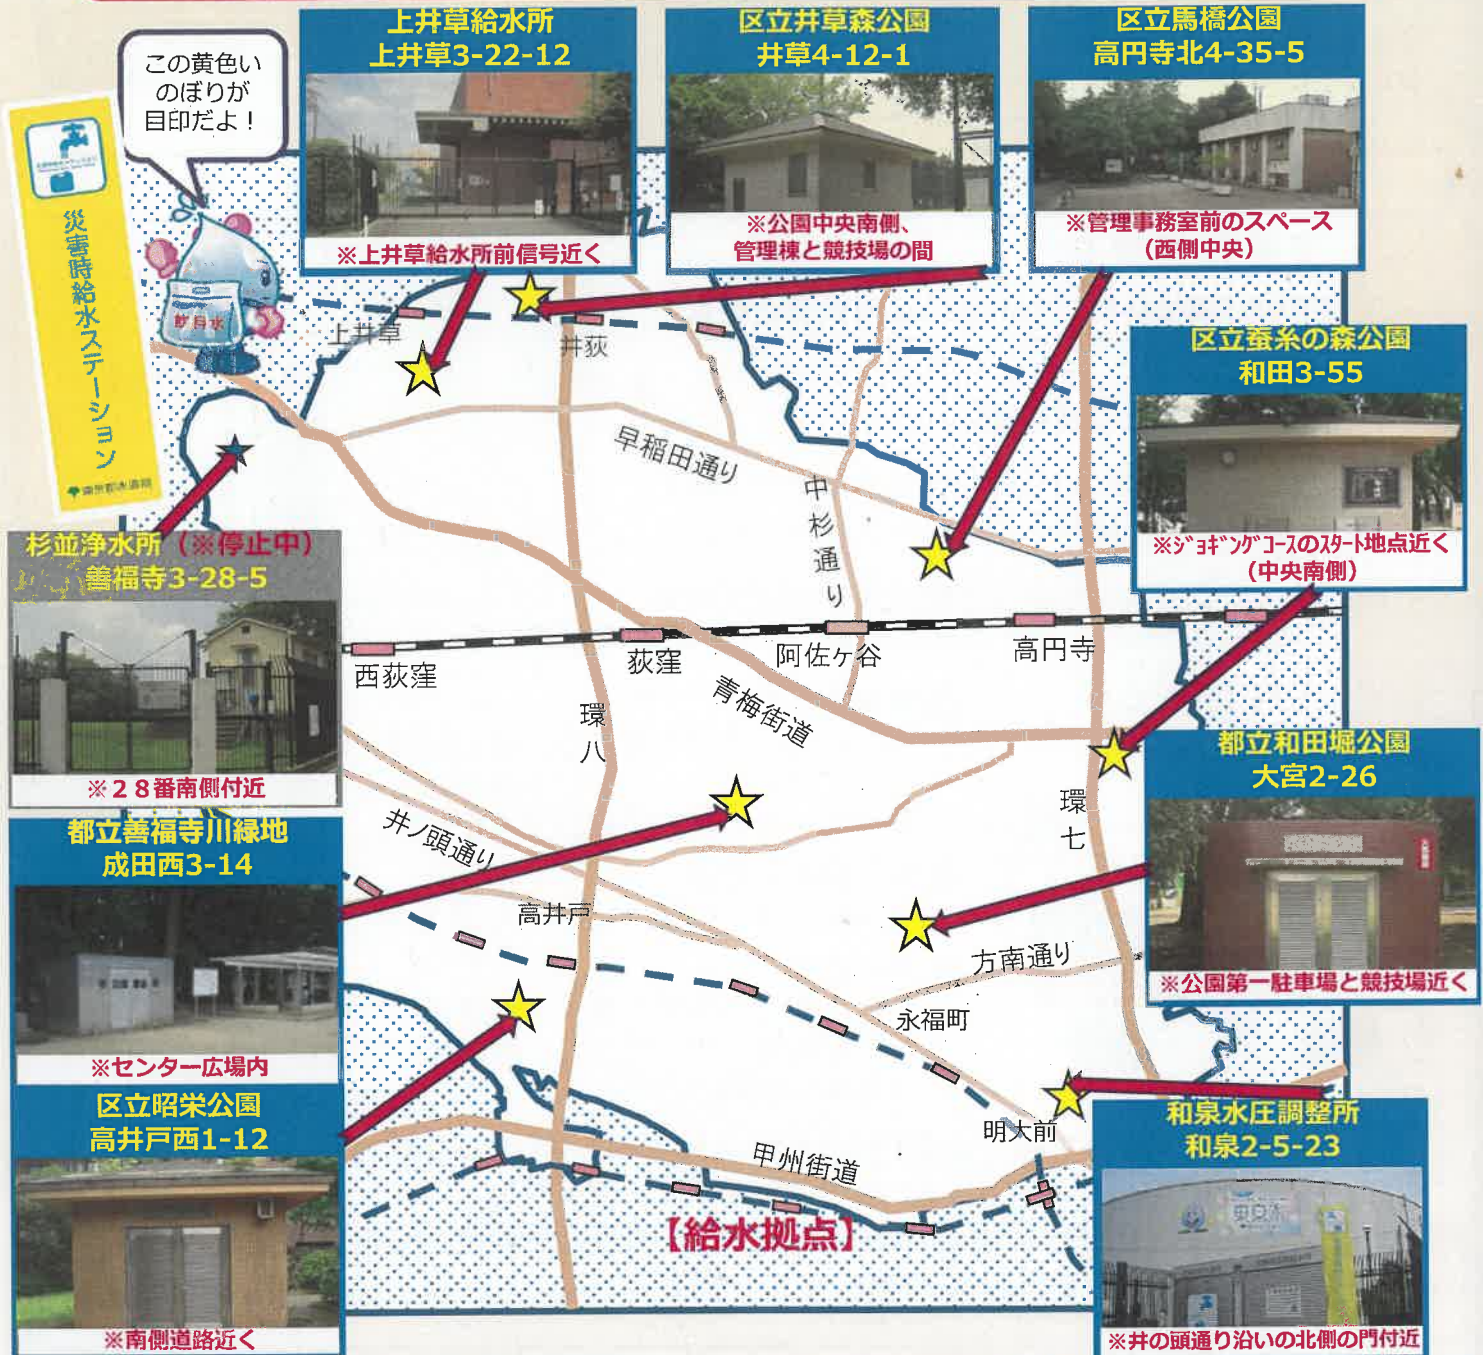 上井草給水所
上井草3-22-12
※上井草給水所前信号近く
区立井草森公園
井草4-12-1
※公園中央南側、
管理棟と競技場の間
区立馬橋公園
高円寺北4-35-5
※管理事務室前のスペース
(西側中央)
この黄色い
のぼりが
目印だよ！
災害時給水ステーション
東京都水道局
飲料水
区立蚕糸の森公園
和田3-55
※ｼﾞｮｷﾞﾝｸﾞｺｰｽのｽﾀｰﾄ地点近く
(中央南側)
上井草
井荻
早稲田通り
中杉通り
杉並浄水所（※停止中）
善福寺3-28-5
※２８番南側付近
西荻窪
荻窪
阿佐ヶ谷
高円寺
青梅街道
環八
環七
都立和田堀公園
大宮2-26
※公園第一駐車場と競技場近く
都立善福寺川緑地
成田西3-14
※センター広場内
井ノ頭通り
高井戸
方南通り
永福町
明大前
甲州街道
区立昭栄公園
高井戸西1-12
※南側道路近く
【給水拠点】
和泉水圧調整所
和泉2-5-23
東京水
※井の頭通り沿いの北側の門付近